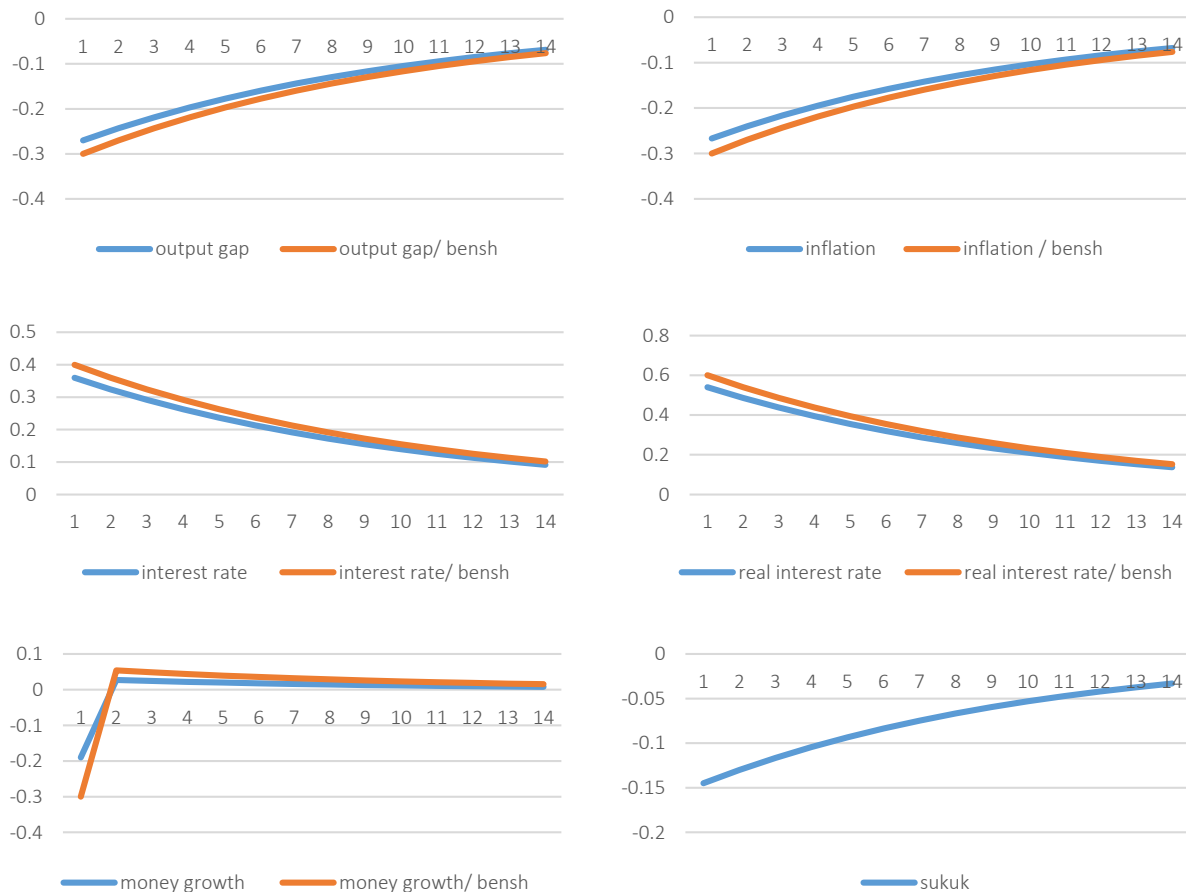 0
-0.1
-0.2
-0.3
-0.4
1 2 3 4 5 6 7 8 9 10 11 12 13 14
output gap output gap/ bensh
0
-0.1
-0.2
-0.3
-0.4
1 2 3 4 5 6 7 8 9 10 11 12 13 14
inflation inflation / bensh
0.5
0.4
0.3
0.2
0.1
0
1 2 3 4 5 6 7 8 9 10 11 12 13 14
interest rate interest rate/ bensh
0.8
0.6
0.4
0.2
0
1 2 3 4 5 6 7 8 9 10 11 12 13 14
real interest rate real interest rate/ bensh
0.1
0
-0.1
-0.2
-0.3
-0.4
1 2 3 4 5 6 7 8 9 10 11 12 13 14
money growth money growth/ bensh
0
-0.05
-0.1
-0.15
-0.2
1 2 3 4 5 6 7 8 9 10 11 12 13 14
sukuk